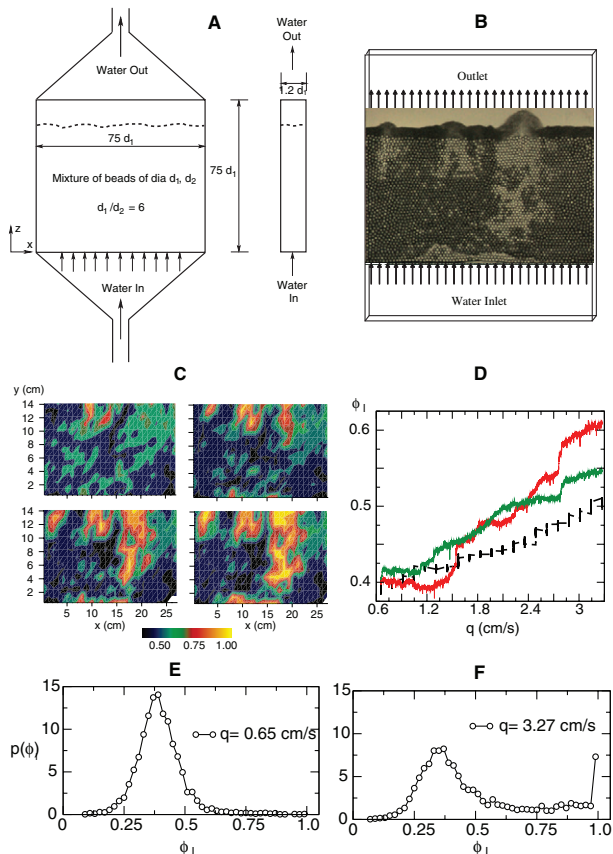 A
Water Out
75 d1
Mixture of beads of dia d1, d2
d1/d2 = 6
z
x
Water In
Water
Out
1.2 d1
75 d1
Water
In
B
Outlet
Water Inlet
C
y (cm)
14
12
10
8
6
4
2
14
12
10
8
6
4
2
5 10 15 20 25
5 10 15 20 25
x (cm)
x (cm)
0.50 0.75 1.00
D
ϕl
0.6
0.5
0.4
0.6 1.2 1.8 2.4 3
q (cm/s)
E
15
10
5
0
p(ϕ)
q= 0.65 cm/s
0 0.25 0.50 0.75 1.0
ϕl
F
15
10
5
0
q= 3.27 cm/s
0 0.25 0.50 0.75 1.0
ϕl